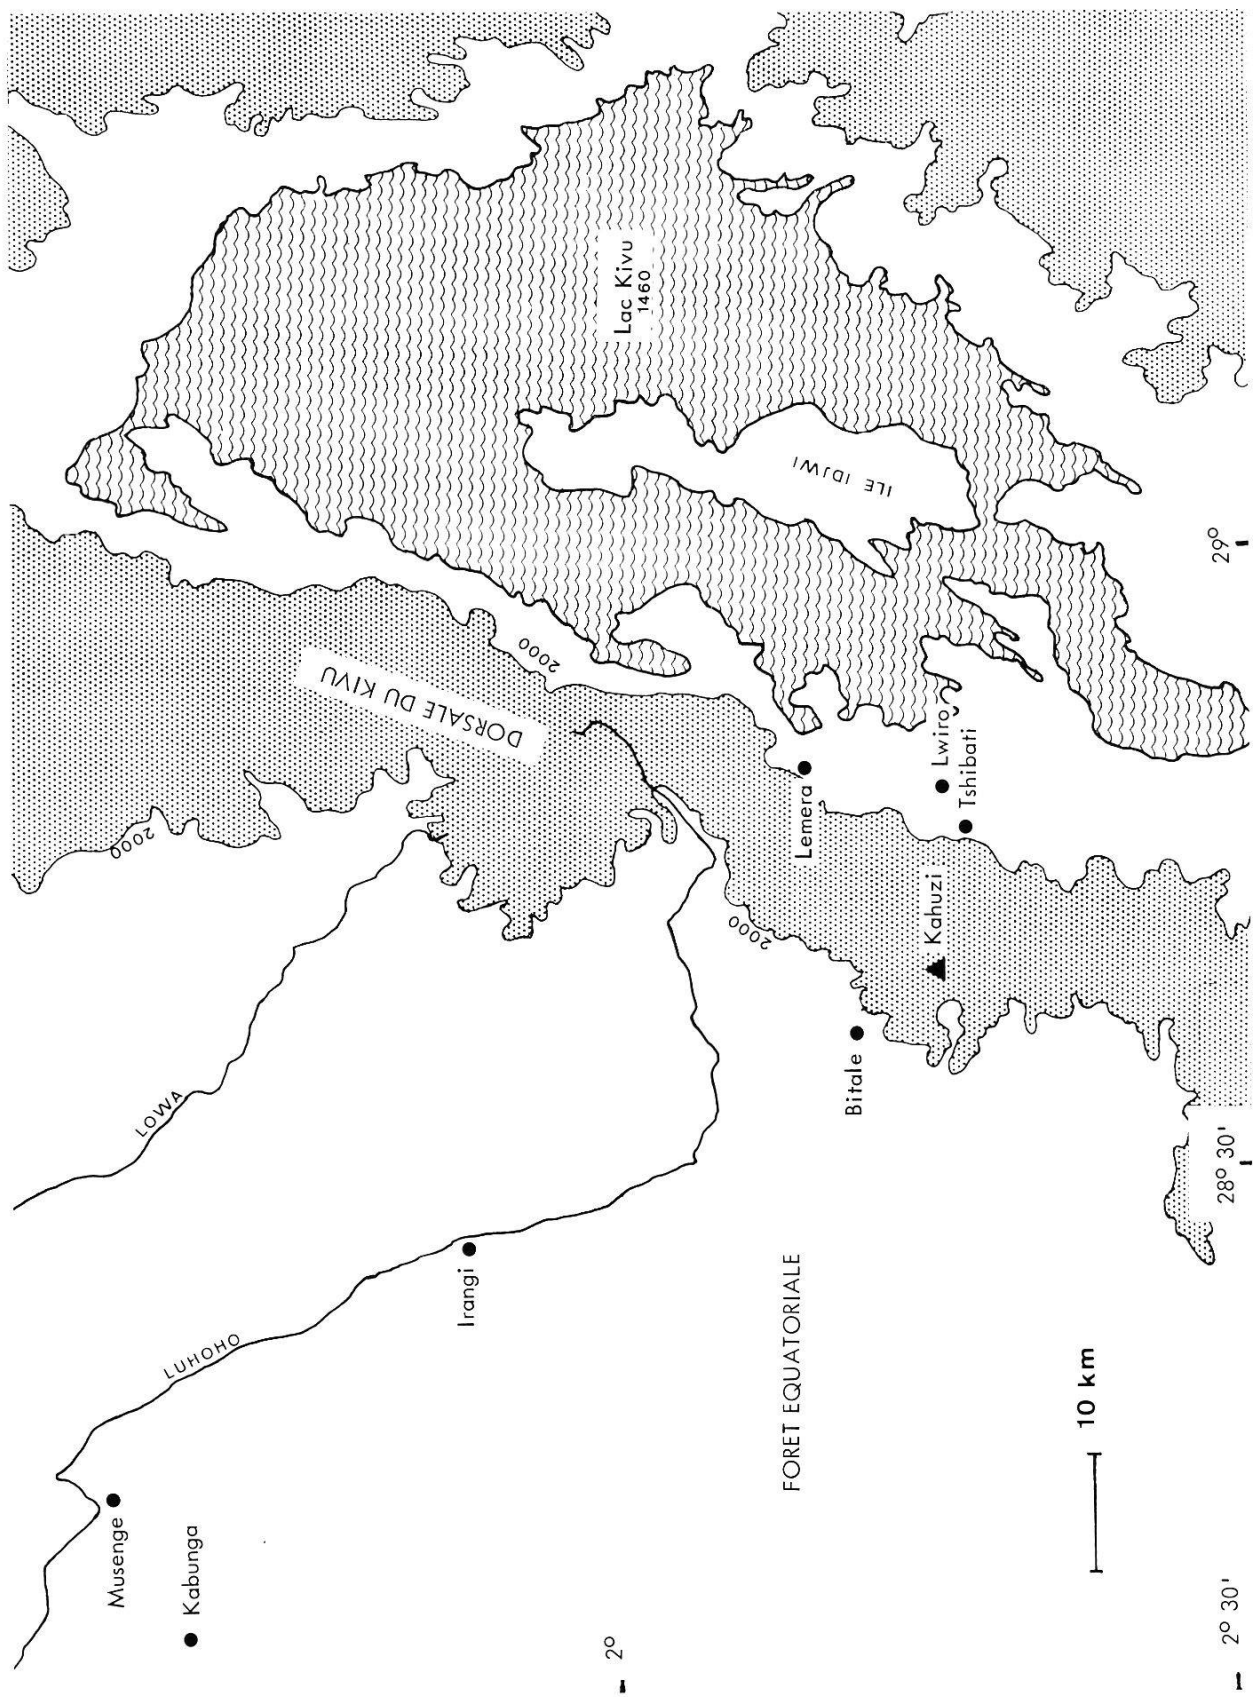 Musenge
2000
LOWA
Kabunga
LUHOHO
DORSALE DU KIVU
Irangi
2000
2°
Lac Kivu
1460
2000
FORET EQUATORIALE
Lemera
ILE IDJWI
Bitale
Kahuzi
Lwiro
Tshibati
10 km
2° 30'
28° 30'
29°